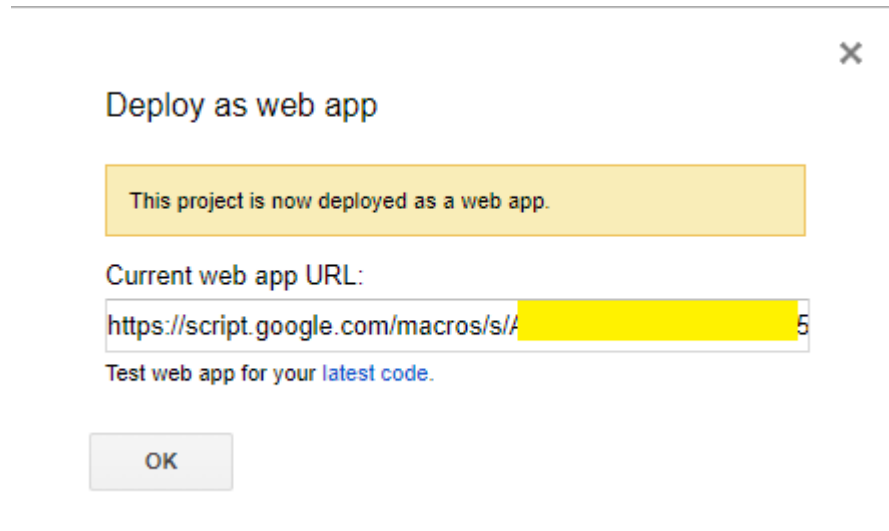 Deploy as web app
This project is now deployed as a web app.
Current web app URL:
https://script.google.com/macros/s/A 5
Test web app for your latest code.
OK